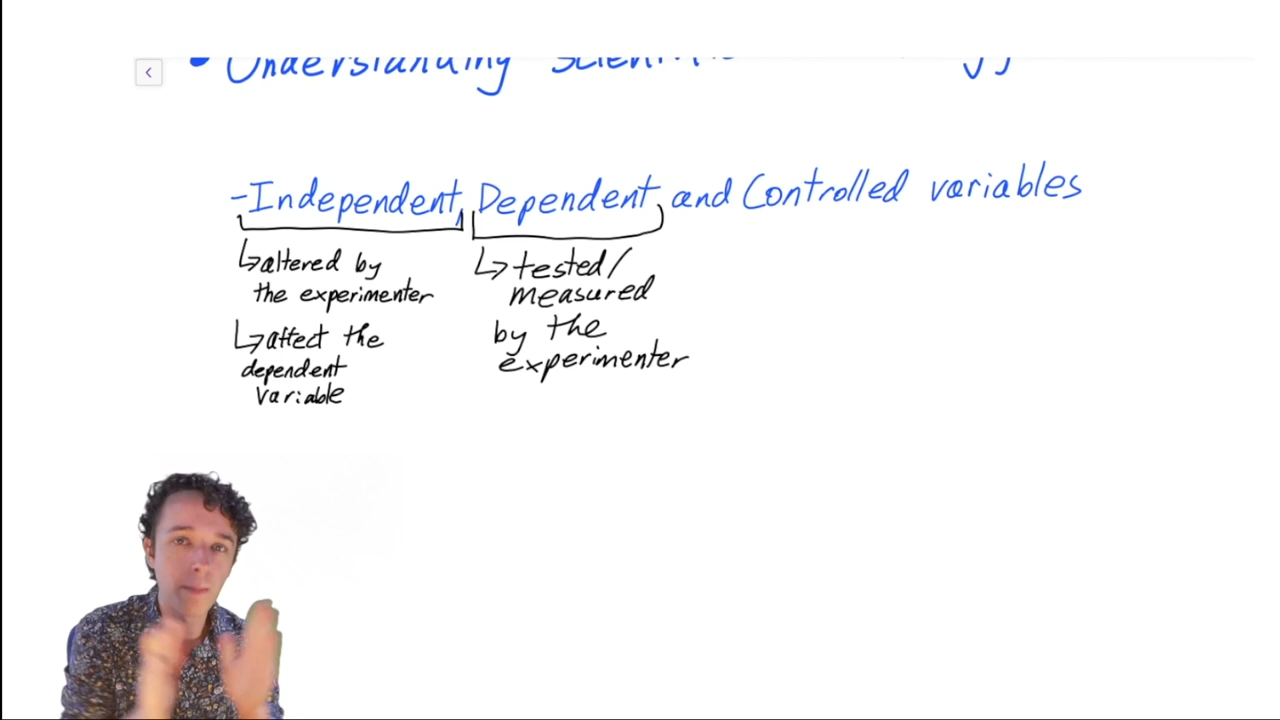 • Understanding
-Independent, Dependent and Controlled variables
↳altered by
the experimenter
↳affect the
dependent
variable
↳tested/
measured
by the
experimenter